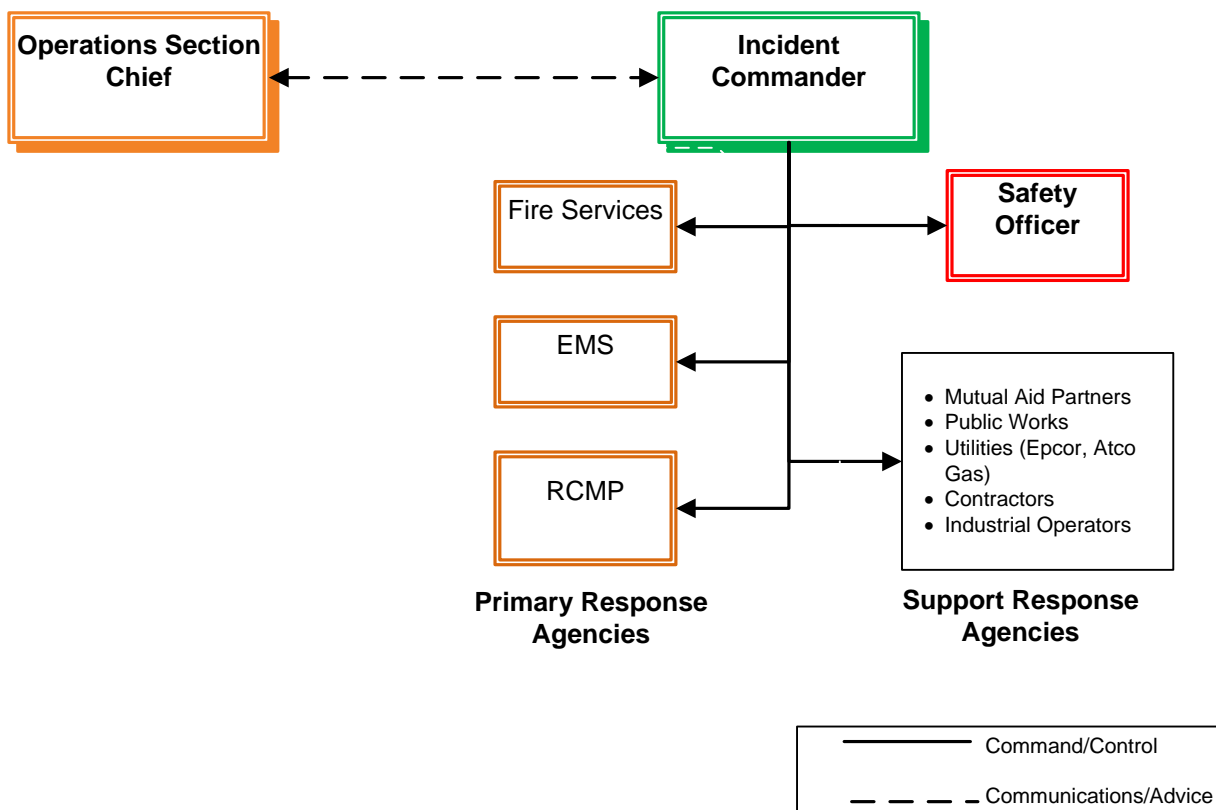 Operations Section
Chief
Incident
Commander
Fire Services
Safety
Officer
EMS
• Mutual Aid Partners
• Public Works
• Utilities (Epcor, Atco
Gas)
• Contractors
• Industrial Operators
RCMP
Primary Response
Agencies
Support Response
Agencies
Command/Control
Communications/Advice